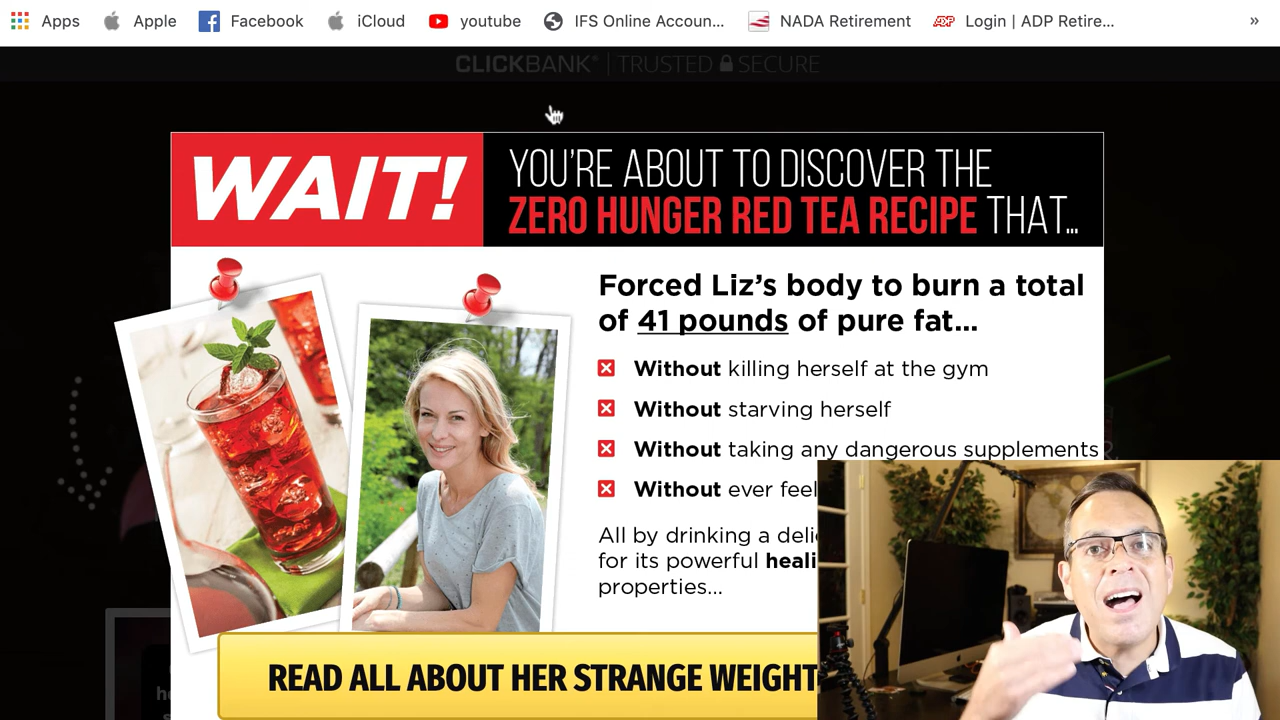 Apps Apple Facebook iCloud youtube IFS Online Accoun... NADA Retirement ADP Login | ADP Retire... »
CLICKBANK® | TRUSTED SECURE
WAIT!
YOU'RE ABOUT TO DISCOVER THE
ZERO HUNGER RED TEA RECIPE THAT...
Forced Liz's body to burn a total
of 41 pounds of pure fat...
Without killing herself at the gym
Without starving herself
Without taking any dangerous supplements
Without ever feel
All by drinking a deli
for its powerful heali
properties...
READ ALL ABOUT HER STRANGE WEIGHT